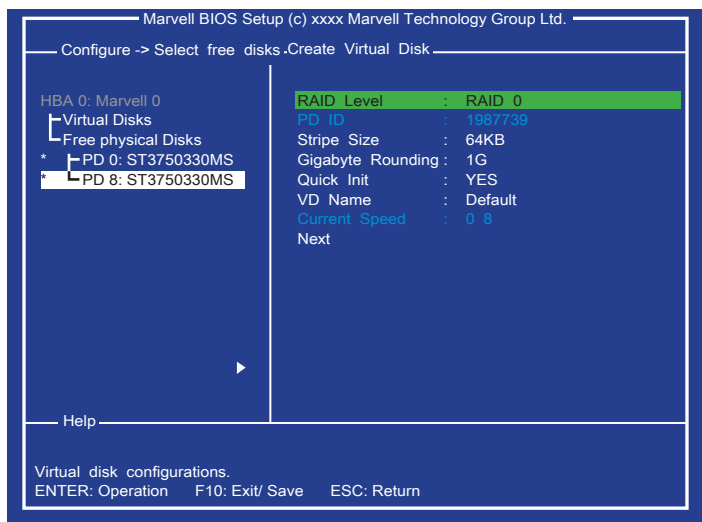 Marvell BIOS Setup (c) xxxx Marvell Technology Group Ltd.
Configure -> Select free disks.Create Virtual Disk
HBA 0: Marvell 0
Virtual Disks
Free physical Disks
* PD 0: ST3750330MS
* PD 8: ST3750330MS
RAID Level : RAID 0
PD ID : 1987739
Stripe Size : 64KB
Gigabyte Rounding : 1G
Quick Init : YES
VD Name : Default
Current Speed : 0 8
Next
Help
Virtual disk configurations.
ENTER: Operation F10: Exit/ Save ESC: Return